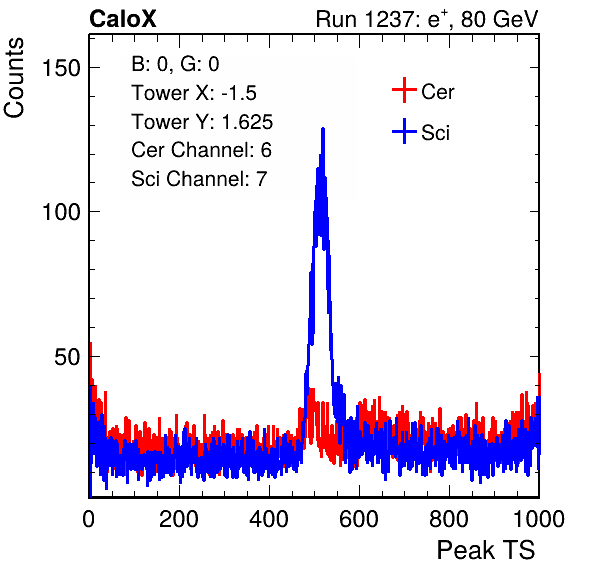 CaloX Run 1237: e⁺, 80 GeV
B: 0, G: 0
Tower X: -1.5
Tower Y: 1.625
Cer Channel: 6
Sci Channel: 7
Cer
Sci
Counts
150
100
50
0 200 400 600 800 1000
Peak TS